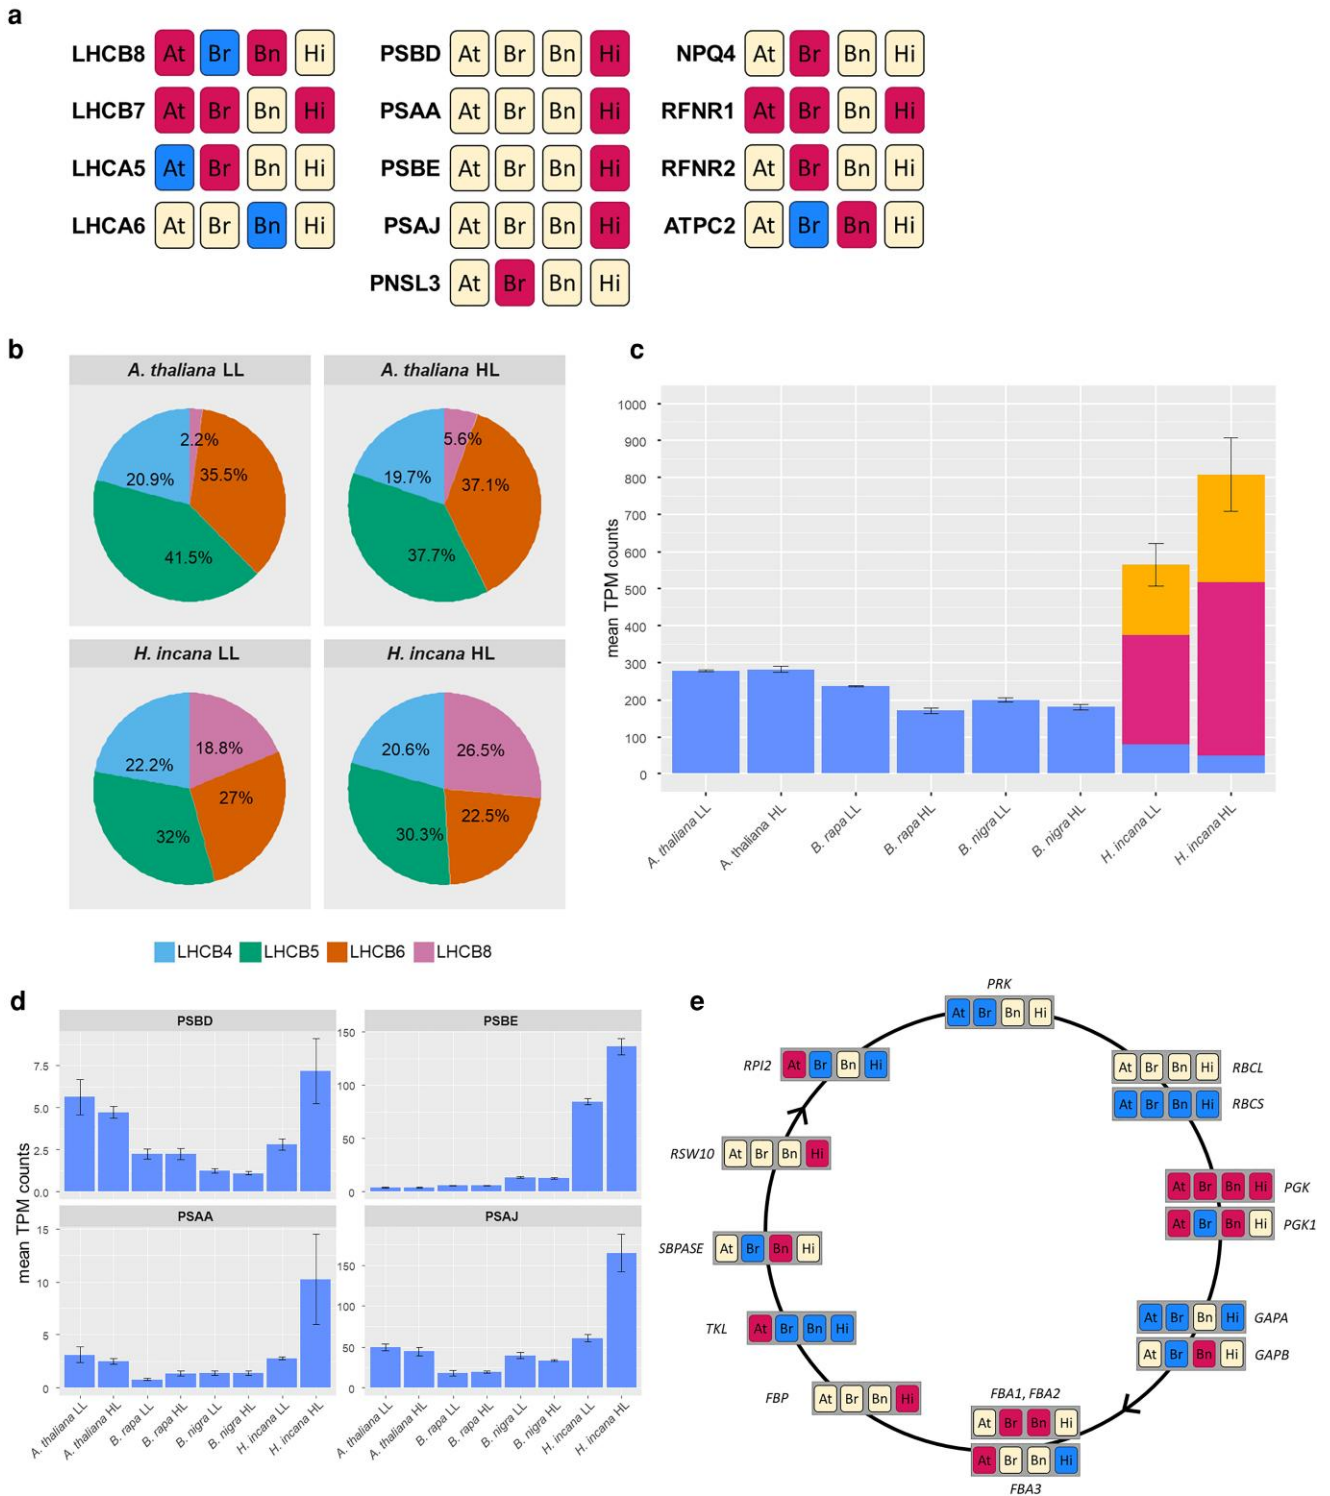 a
LHCB8 At Br Bn Hi
LHCB7 At Br Bn Hi
LHCA5 At Br Bn Hi
LHCA6 At Br Bn Hi
PSBD At Br Bn Hi
PSAA At Br Bn Hi
PSBE At Br Bn Hi
PSAJ At Br Bn Hi
PNSL3 At Br Bn Hi
NPQ4 At Br Bn Hi
RFNR1 At Br Bn Hi
RFNR2 At Br Bn Hi
ATPC2 At Br Bn Hi
b
A. thaliana LL
2.2%
35.5%
20.9%
41.5%
A. thaliana HL
5.6%
37.1%
19.7%
37.7%
H. incana LL
18.8%
22.2%
27%
32%
H. incana HL
20.6%
26.5%
22.5%
30.3%
LHCB4 LHCB5 LHCB6 LHCB8
c
mean TPM counts
1000
900
800
700
600
500
400
300
200
100
0
A. thaliana LL
A. thaliana HL
B. rapa LL
B. rapa HL
B. nigra LL
B. nigra HL
H. incana LL
H. incana HL
d
mean TPM counts
PSBD
7.5
5.0
2.5
0.0
PSBE
150
100
50
0
PSAA
15
10
5
0
PSAJ
150
100
50
0
A. thaliana LL
A. thaliana HL
B. rapa LL
B. rapa HL
B. nigra LL
B. nigra HL
H. incana LL
H. incana HL
A. thaliana LL
A. thaliana HL
B. rapa LL
B. rapa HL
B. nigra LL
B. nigra HL
H. incana LL
H. incana HL
e
PRK
At Br Bn Hi
At Br Bn Hi RBCL
At Br Bn Hi RBCS
At Br Bn Hi PGK
At Br Bn Hi PGK1
At Br Bn Hi GAPA
At Br Bn Hi GAPB
FBA1, FBA2
At Br Bn Hi
At Br Bn Hi
FBA3
FBP At Br Bn Hi
TKL At Br Bn Hi
SBPASE At Br Bn Hi
RSW10 At Br Bn Hi
RPI2 At Br Bn Hi